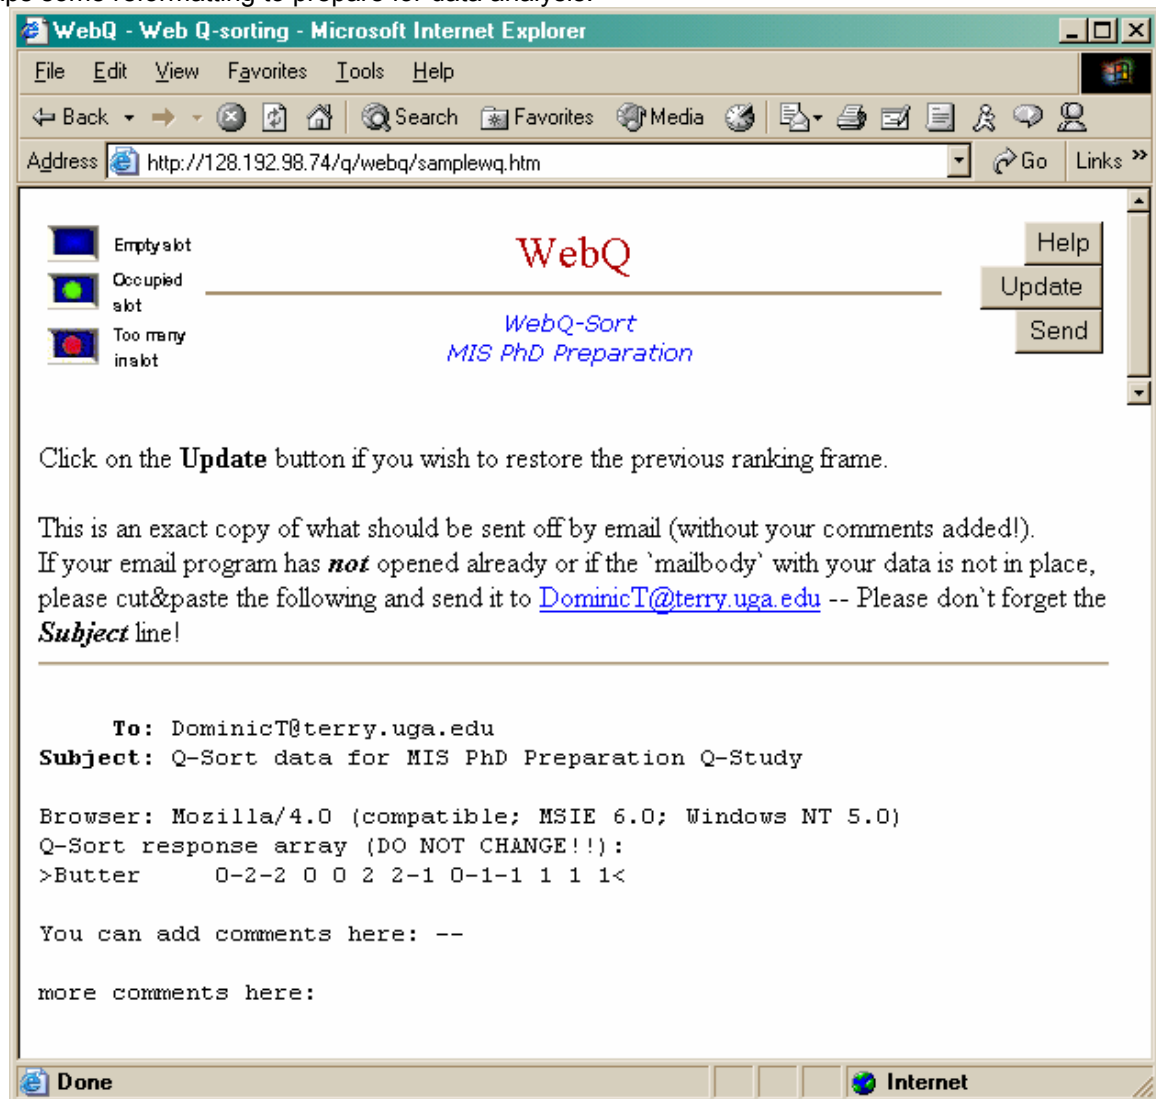 some reformatting to prepare for data analysis.
WebQ - Web Q-sorting - Microsoft Internet Explorer
File Edit View Favorites Tools Help
Back Search Favorites Media
Address http://128.192.98.74/q/webq/samplewq.htm Go Links »
Empty slot
Occupied
slot
Too many
in slot
WebQ
WebQ-Sort
MIS PhD Preparation
Help
Update
Send
Click on the Update button if you wish to restore the previous ranking frame.
This is an exact copy of what should be sent off by email (without your comments added!).
If your email program has not opened already or if the `mailbody` with your data is not in place,
please cut&paste the following and send it to DominicT@terry.uga.edu -- Please don`t forget the
Subject line!
To: DominicT@terry.uga.edu
Subject: Q-Sort data for MIS PhD Preparation Q-Study
Browser: Mozilla/4.0 (compatible; MSIE 6.0; Windows NT 5.0)
Q-Sort response array (DO NOT CHANGE!!):
>Butter     0-2-2 0 0 2 2-1 0-1-1 1 1 1<
You can add comments here: --
more comments here:
Done Internet